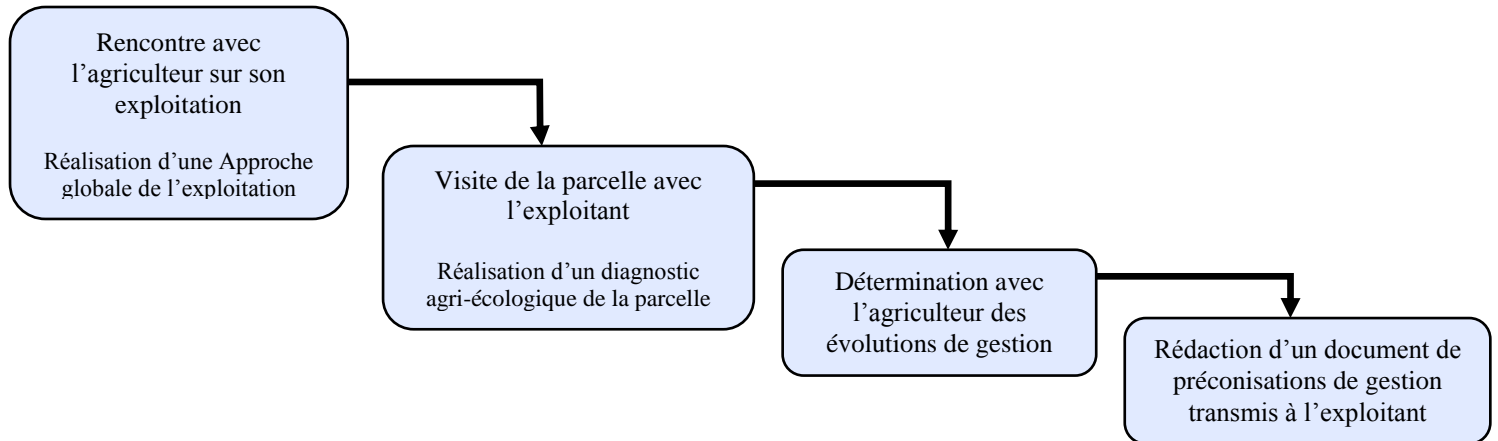 Rencontre avec
l’agriculteur sur son
exploitation
Réalisation d’une Approche
globale de l’exploitation
Visite de la parcelle avec
l’exploitant
Réalisation d’un diagnostic
agri-écologique de la parcelle
Détermination avec
l’agriculteur des
évolutions de gestion
Rédaction d’un document de
préconisations de gestion
transmis à l’exploitant